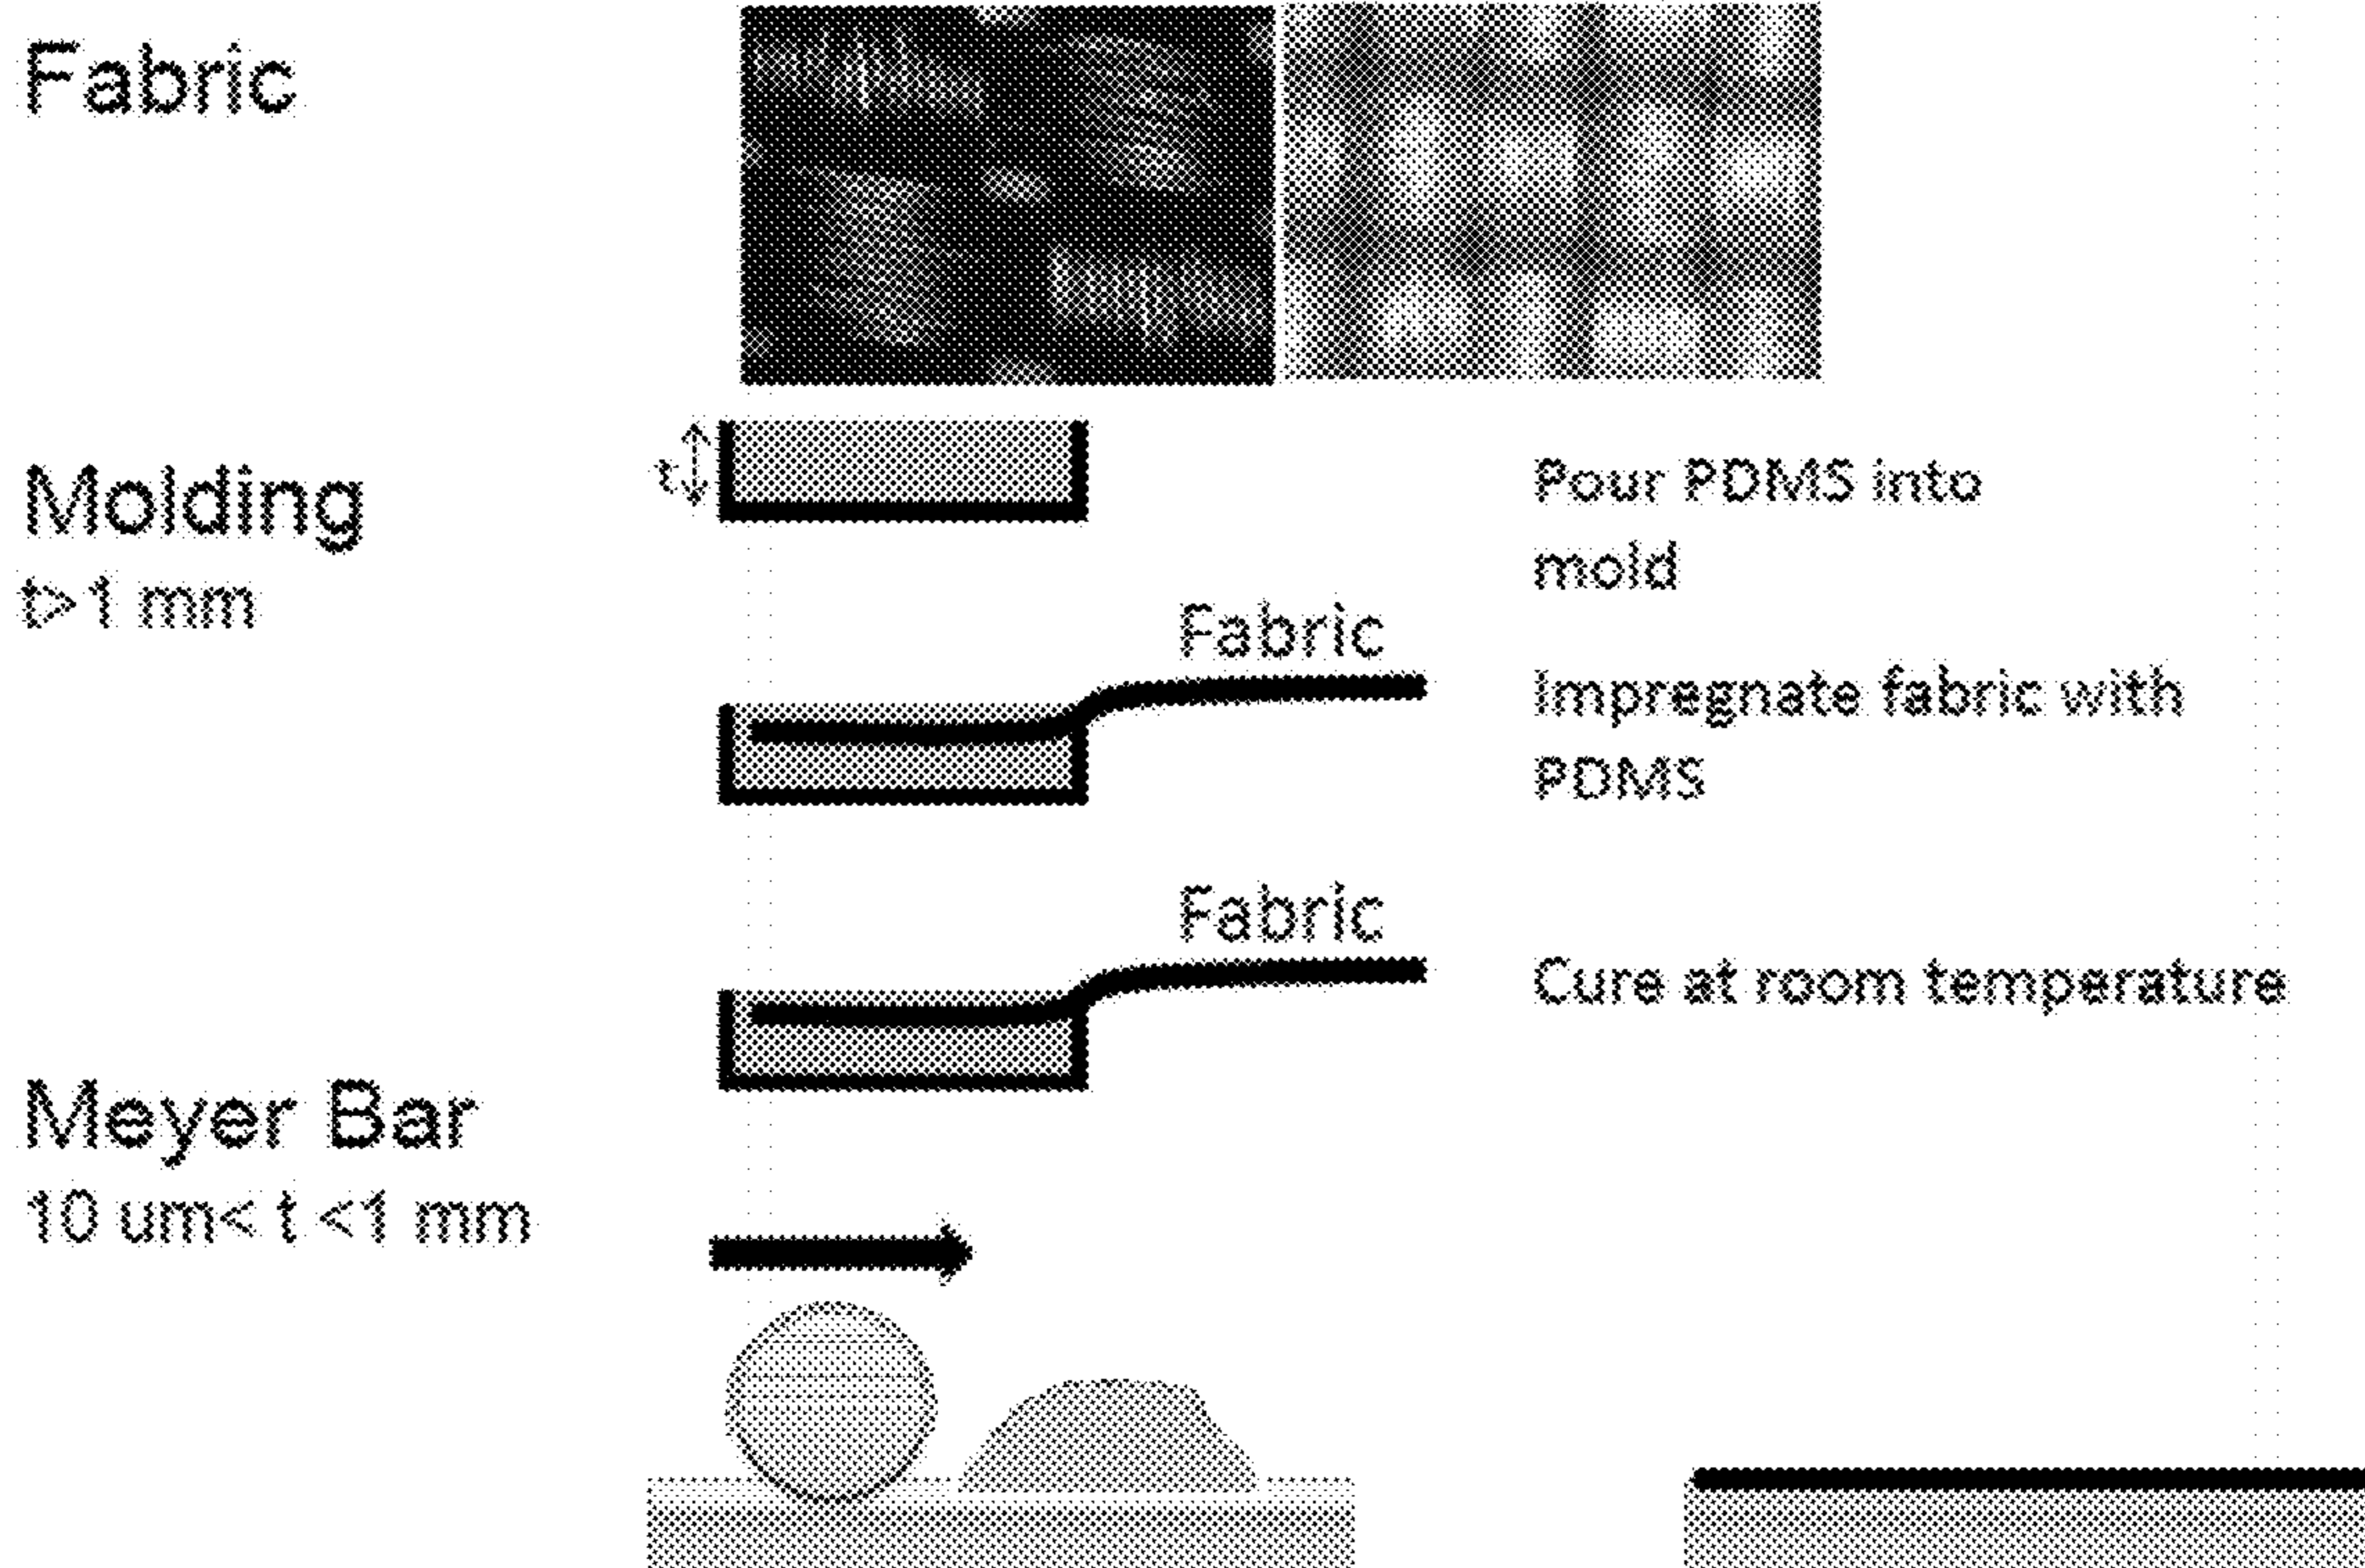 Fabric
Molding
t>1 mm
t
Pour PDMS into
mold
Fabric
Impregnate fabric with
PDMS
Fabric
Cure at room temperature
Meyer Bar
10 um< t <1 mm